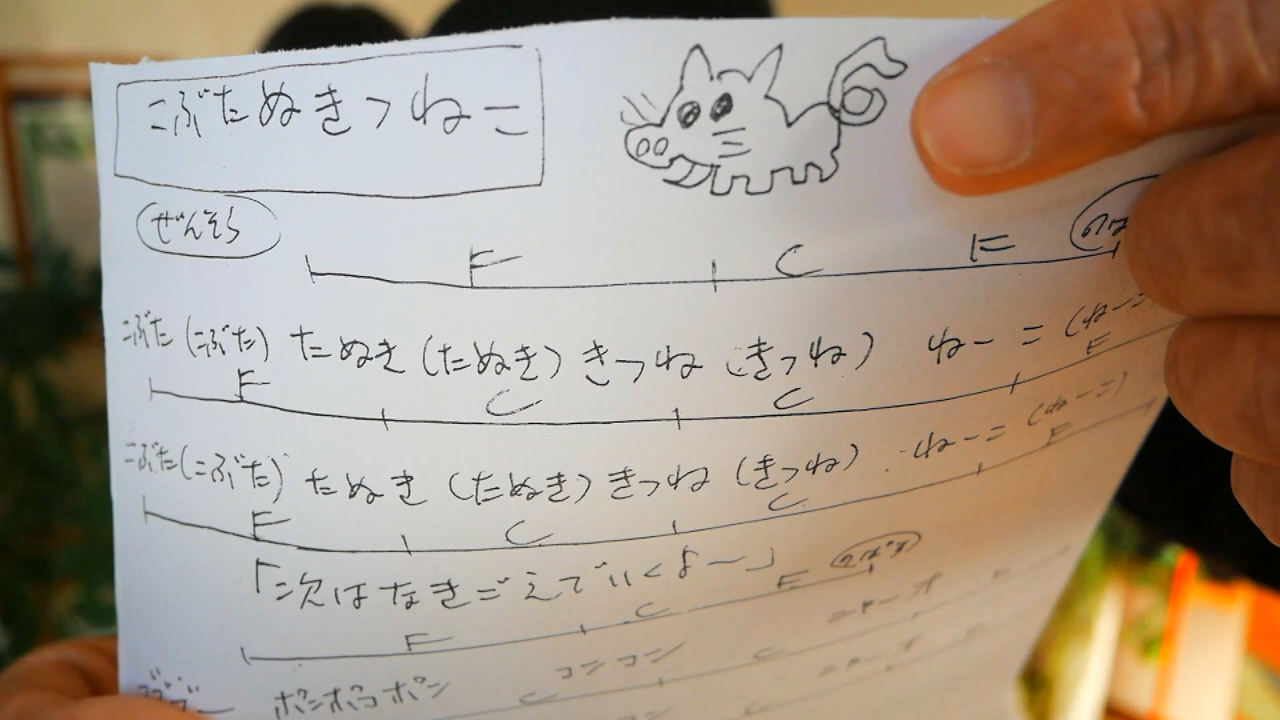 こぶたぬきつねこ
ぜんそう
F C F
こぶた (こぶた) たぬき (たぬき) きつね (きつね) ねーこ (ねーこ
F C C F
こぶた (こぶた) たぬき (たぬき) きつね (きつね) ねーこ (ねーこ)
F C C F
「次はなきごえでいくよー」
F C F のばす
ブブブー ポンポコポン コンコン ニャーオ
C C